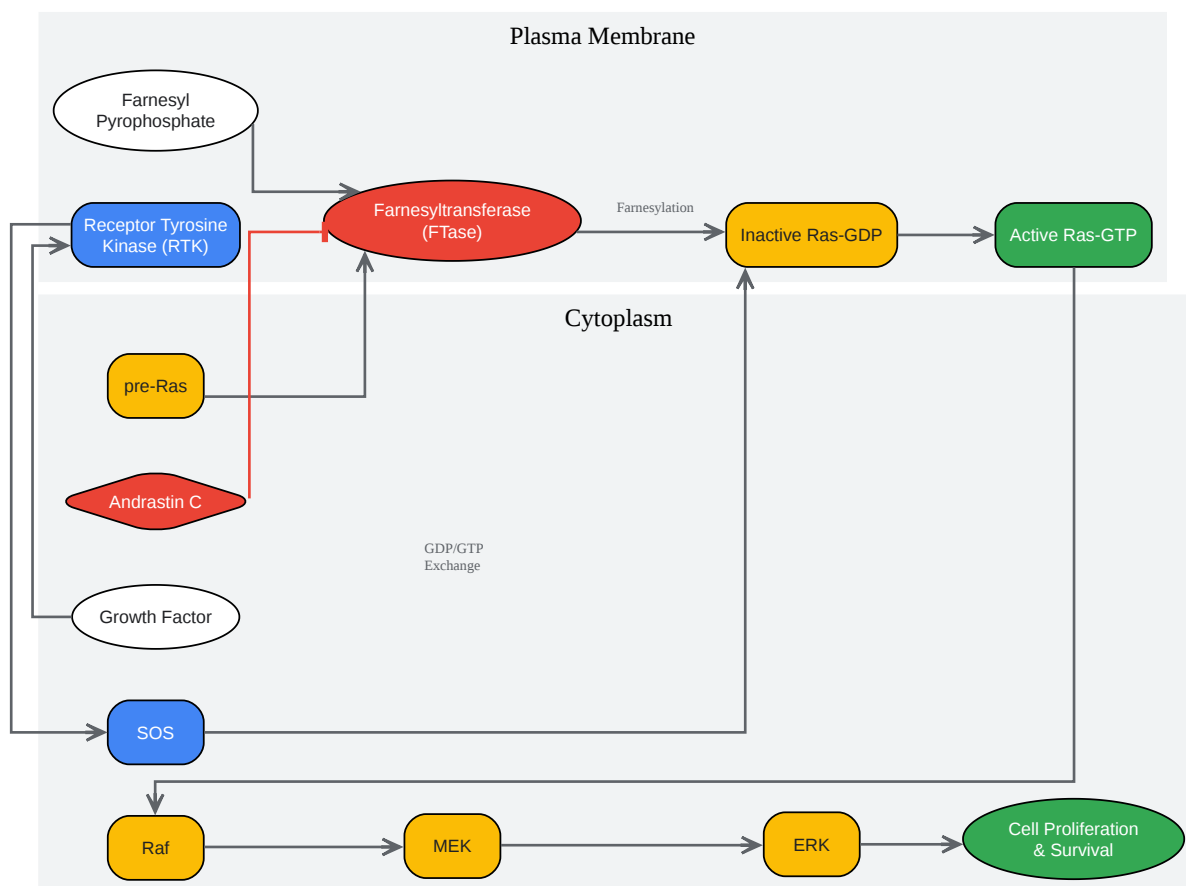 Plasma Membrane
Farnesyl
Pyrophosphate
Farnesyltransferase
(FTase)
Farnesylation
Receptor Tyrosine
Kinase (RTK)
Inactive Ras-GDP
Active Ras-GTP
Cytoplasm
pre-Ras
Andrastin C
GDP/GTP
Exchange
Growth Factor
SOS
Raf
MEK
ERK
Cell Proliferation
& Survival